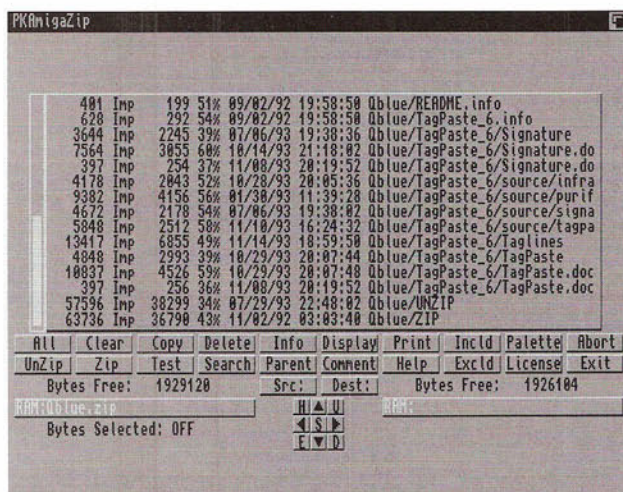 PKAmigaZip
401 Imp 199 51% 09/02/92 19:58:50 Qblue/README.info
628 Imp 292 54% 09/02/92 19:58:50 Qblue/TagPaste_6.info
3644 Imp 2245 39% 07/06/93 19:38:36 Qblue/TagPaste_6/Signature
7564 Imp 3055 60% 10/14/93 21:18:02 Qblue/TagPaste_6/Signature.do
397 Imp 254 37% 11/08/93 20:19:52 Qblue/TagPaste_6/Signature.do
4178 Imp 2043 52% 10/28/93 20:05:36 Qblue/TagPaste_6/source/infra
9382 Imp 4156 56% 01/30/93 11:39:28 Qblue/TagPaste_6/source/purif
4672 Imp 2178 54% 07/06/93 19:38:02 Qblue/TagPaste_6/source/signa
5848 Imp 2512 58% 11/10/93 16:24:32 Qblue/TagPaste_6/source/tagpa
13417 Imp 6855 49% 11/14/93 18:59:50 Qblue/TagPaste_6/Taglines
4848 Imp 2993 39% 10/29/93 20:07:44 Qblue/TagPaste_6/TagPaste
10837 Imp 4526 59% 10/29/93 20:07:48 Qblue/TagPaste_6/TagPaste.doc
397 Imp 256 36% 11/08/93 20:19:52 Qblue/TagPaste_6/TagPaste.doc
57596 Imp 38299 34% 07/29/93 22:48:02 Qblue/UNZIP
63736 Imp 36790 43% 11/02/92 03:03:40 Qblue/ZIP
All Clear Copy Delete Info Display Print Incld Palette Abort
UnZip Zip Test Search Parent Comment Help Excld License Exit
Bytes Free: 1929120 Src: Dest: Bytes Free: 1926104
RAM:Qblue.zip H U RAM:
Bytes Selected: OFF S
E D